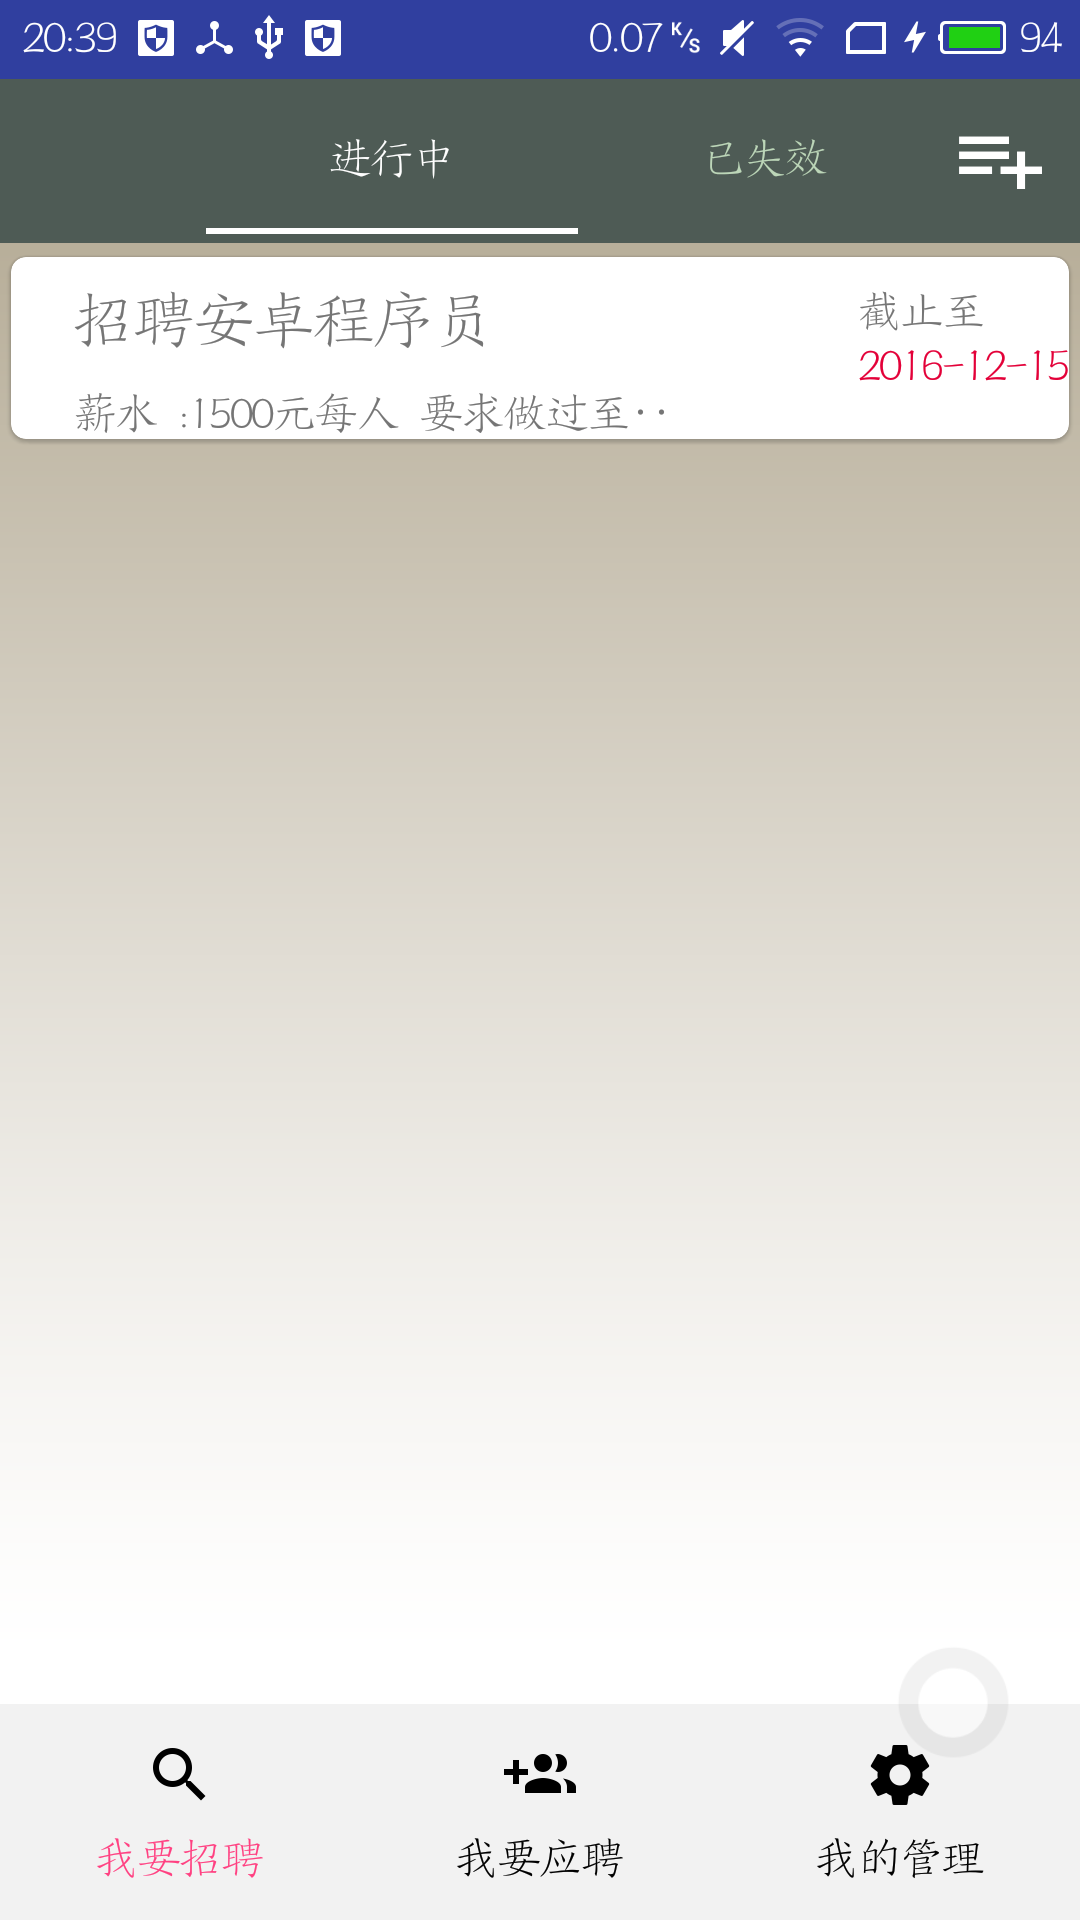 20:39 0.07 K/s 94
进行中 已失效
招聘安卓程序员 截止至
2016-12-15
薪水 :1500元每人 要求做过至··
我要招聘 我要应聘 我的管理